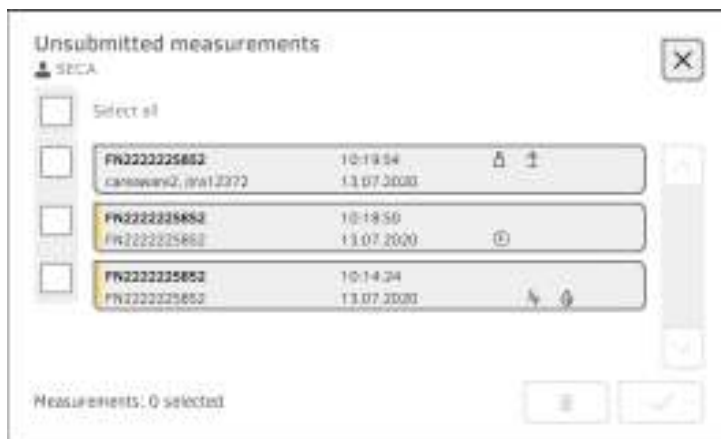 Unsubmitted measurements
SECA
Select all
FN2222225852 10:19:54
13.07.2020
FN2222225852 10:18:50
FN2222225852 13.07.2020
FN2222225852 10:14:24
FN2222225852 13.07.2020
Measurements: 0 selected